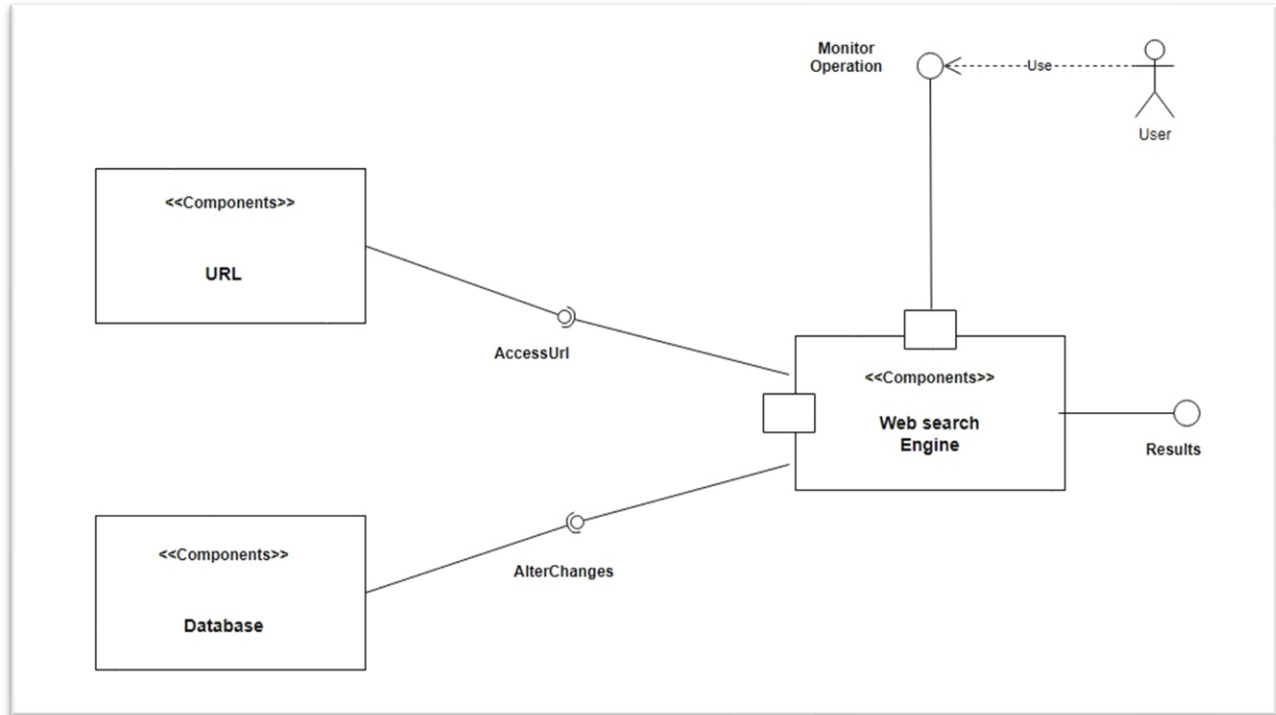 Monitor
Operation
Use
User
<<Components>>
URL
AccessUrl
<<Components>>
Web search
Engine
Results
<<Components>>
Database
AlterChanges